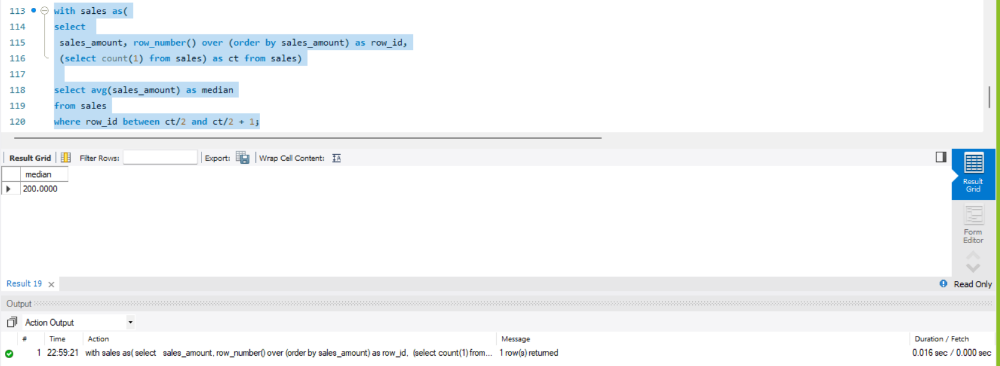 113 with sales as(
114 select
115 sales_amount, row_number() over (order by sales_amount) as row_id,
116 (select count(1) from sales) as ct from sales)
117
118 select avg(sales_amount) as median
119 from sales
120 where row_id between ct/2 and ct/2 + 1;
Result Grid Filter Rows: Export: Wrap Cell Content: IA
median
200.0000
Result Grid
Form Editor
Result 19 × Read Only
Output
Action Output
# Time Action Message Duration / Fetch
1 22:59:21 with sales as( select sales_amount, row_number() over (order by sales_amount) as row_id, (select count(1) from... 1 row(s) returned 0.016 sec / 0.000 sec